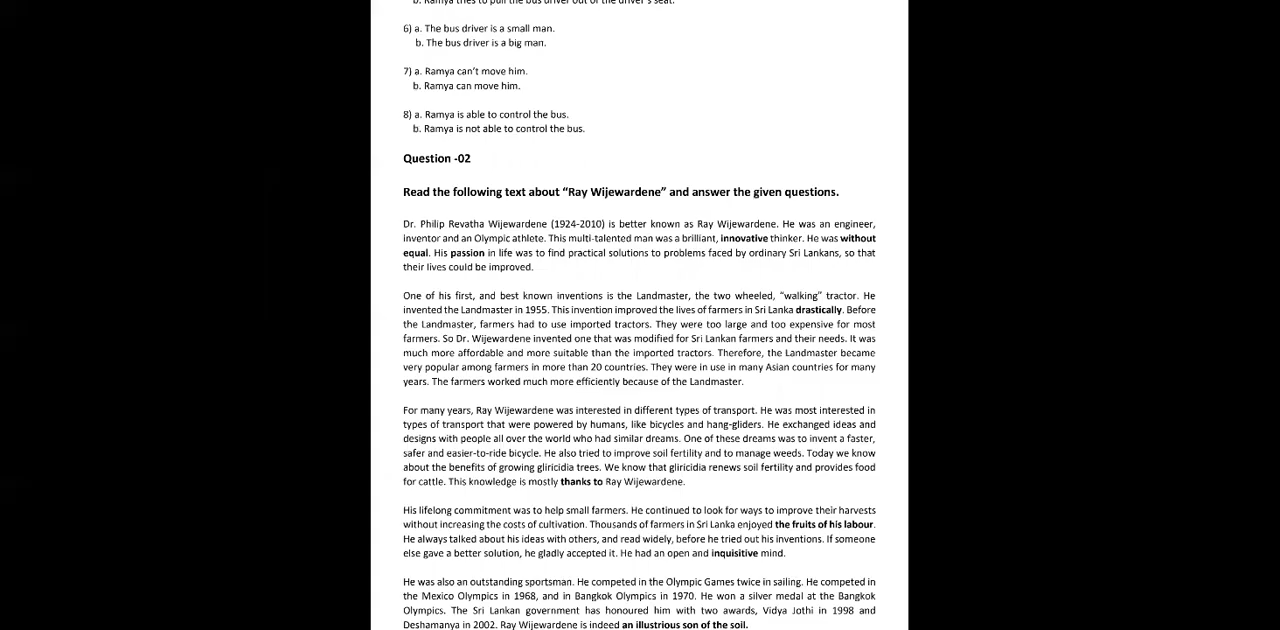 b. Ramya tries to pull the bus driver out of the driver's seat.
6) a. The bus driver is a small man.
b. The bus driver is a big man.
7) a. Ramya can't move him.
b. Ramya can move him.
8) a. Ramya is able to control the bus.
b. Ramya is not able to control the bus.
Question -02
Read the following text about “Ray Wijewardene” and answer the given questions.
Dr. Philip Revatha Wijewardene (1924-2010) is better known as Ray Wijewardene. He was an engineer,
inventor and an Olympic athlete. This multi-talented man was a brilliant, innovative thinker. He was without
equal. His passion in life was to find practical solutions to problems faced by ordinary Sri Lankans, so that
their lives could be improved.
One of his first, and best known inventions is the Landmaster, the two wheeled, “walking” tractor. He
invented the Landmaster in 1955. This invention improved the lives of farmers in Sri Lanka drastically. Before
the Landmaster, farmers had to use imported tractors. They were too large and too expensive for most
farmers. So Dr. Wijewardene invented one that was modified for Sri Lankan farmers and their needs. It was
much more affordable and more suitable than the imported tractors. Therefore, the Landmaster became
very popular among farmers in more than 20 countries. They were in use in many Asian countries for many
years. The farmers worked much more efficiently because of the Landmaster.
For many years, Ray Wijewardene was interested in different types of transport. He was most interested in
types of transport that were powered by humans, like bicycles and hang-gliders. He exchanged ideas and
designs with people all over the world who had similar dreams. One of these dreams was to invent a faster,
safer and easier-to-ride bicycle. He also tried to improve soil fertility and to manage weeds. Today we know
about the benefits of growing gliricidia trees. We know that gliricidia renews soil fertility and provides food
for cattle. This knowledge is mostly thanks to Ray Wijewardene.
His lifelong commitment was to help small farmers. He continued to look for ways to improve their harvests
without increasing the costs of cultivation. Thousands of farmers in Sri Lanka enjoyed the fruits of his labour.
He always talked about his ideas with others, and read widely, before he tried out his inventions. If someone
else gave a better solution, he gladly accepted it. He had an open and inquisitive mind.
He was also an outstanding sportsman. He competed in the Olympic Games twice in sailing. He competed in
the Mexico Olympics in 1968, and in Bangkok Olympics in 1970. He won a silver medal at the Bangkok
Olympics. The Sri Lankan government has honoured him with two awards, Vidya Jothi in 1998 and
Deshamanya in 2002. Ray Wijewardene is indeed an illustrious son of the soil.